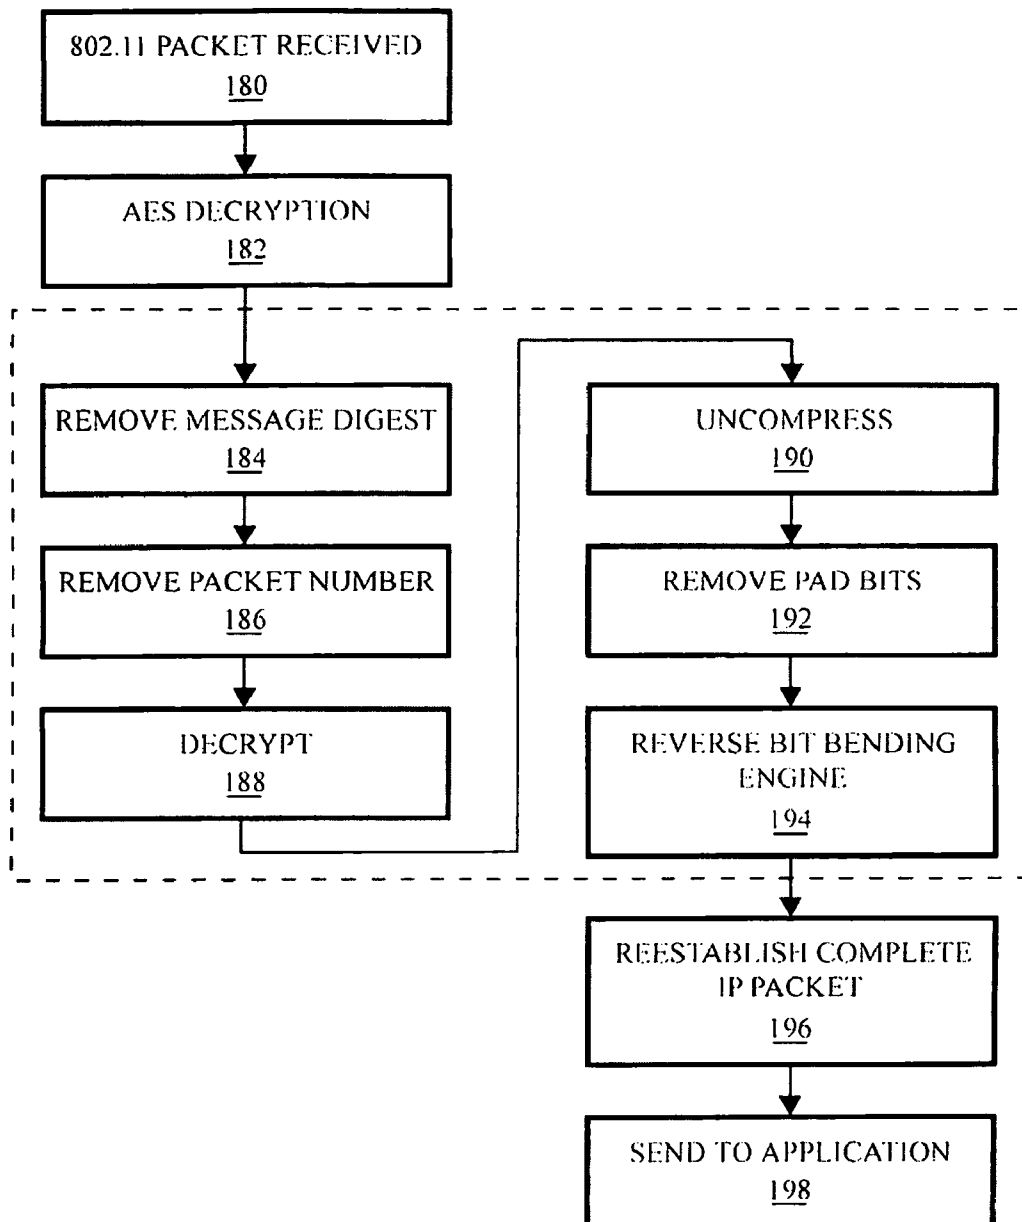 802.11 PACKET RECEIVED
180
AES DECRYPTION
182
REMOVE MESSAGE DIGEST
184
REMOVE PACKET NUMBER
186
DECRYPT
188
UNCOMPRESS
190
REMOVE PAD BITS
192
REVERSE BIT BENDING
ENGINE
194
REESTABLISH COMPLETE
IP PACKET
196
SEND TO APPLICATION
198